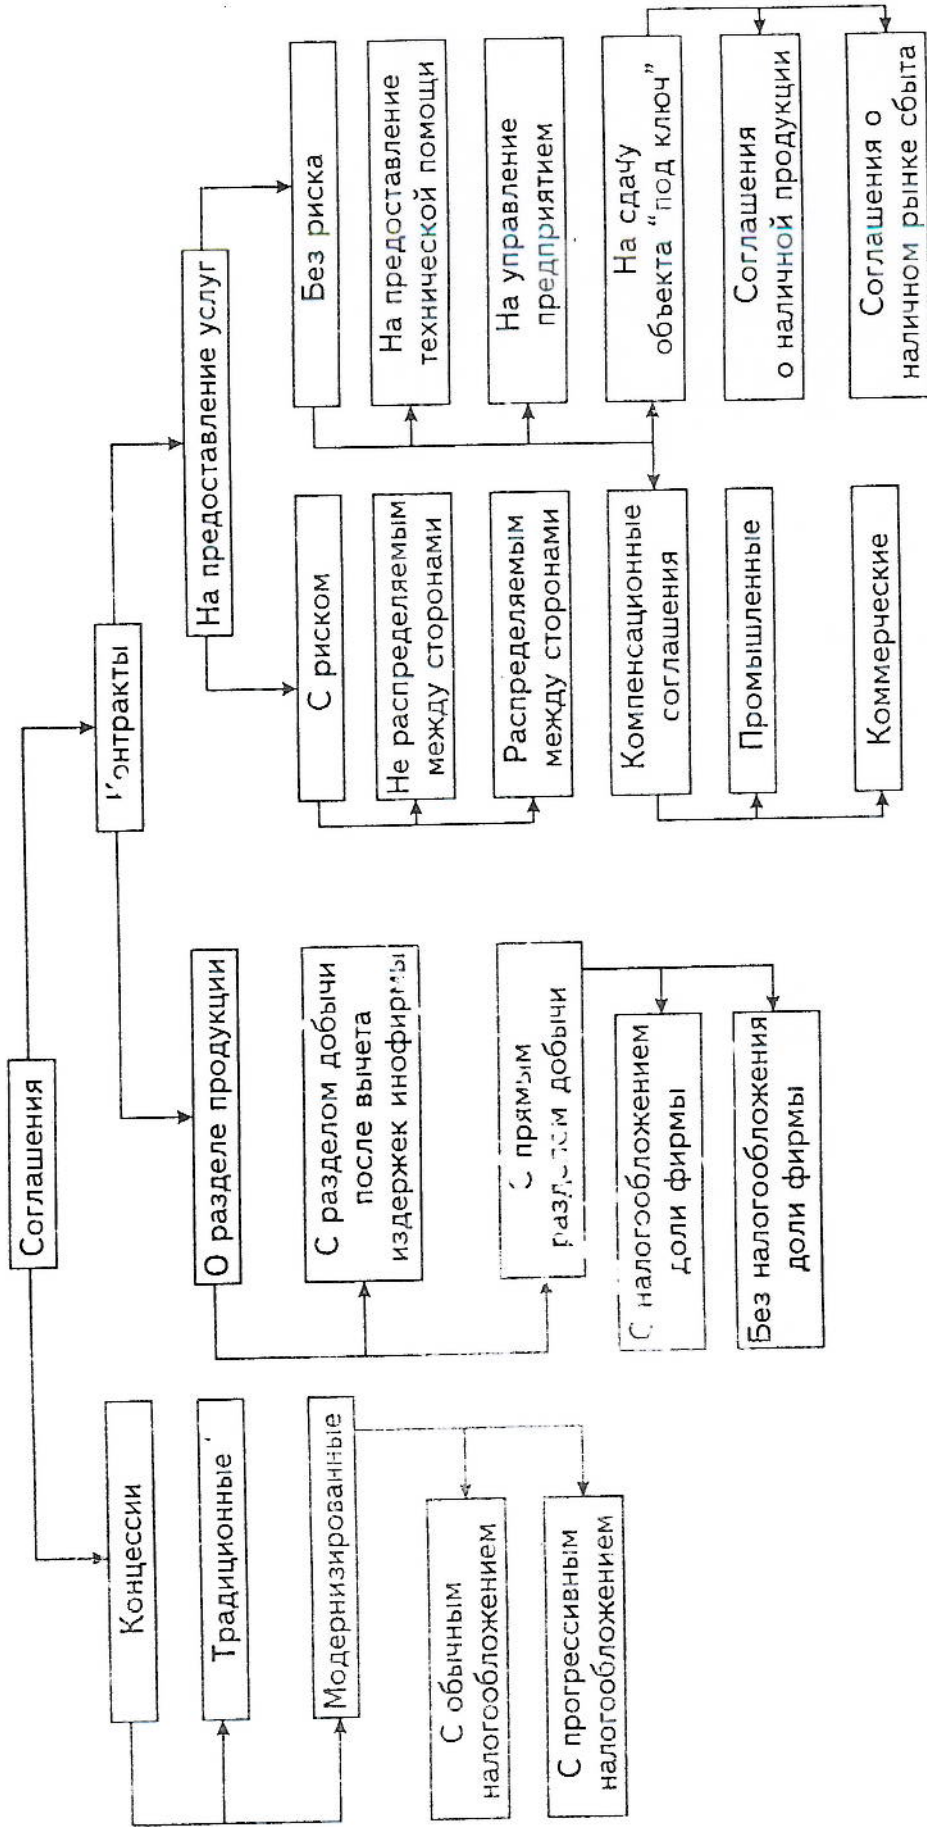 Соглашения
Концессии
Традиционные
Модернизированные
С обычным
налогообложением
С прогрессивным
налогообложением
Контракты
О разделе продукции
С разделом добычи
после вычета
издержек инофирмы
С прямым
разделом добычи
С налогообложением
доли фирмы
Без налогообложения
доли фирмы
На предоставление услуг
С риском
Не распределяемым
между сторонами
Распределяемым
между сторонами
Компенсационные
соглашения
Промышленные
Коммерческие
Без риска
На предоставление
технической помощи
На управление
предприятием
На сдачу
объекта “под ключ”
Соглашения
о наличной продукции
Соглашения о
наличном рынке сбыта